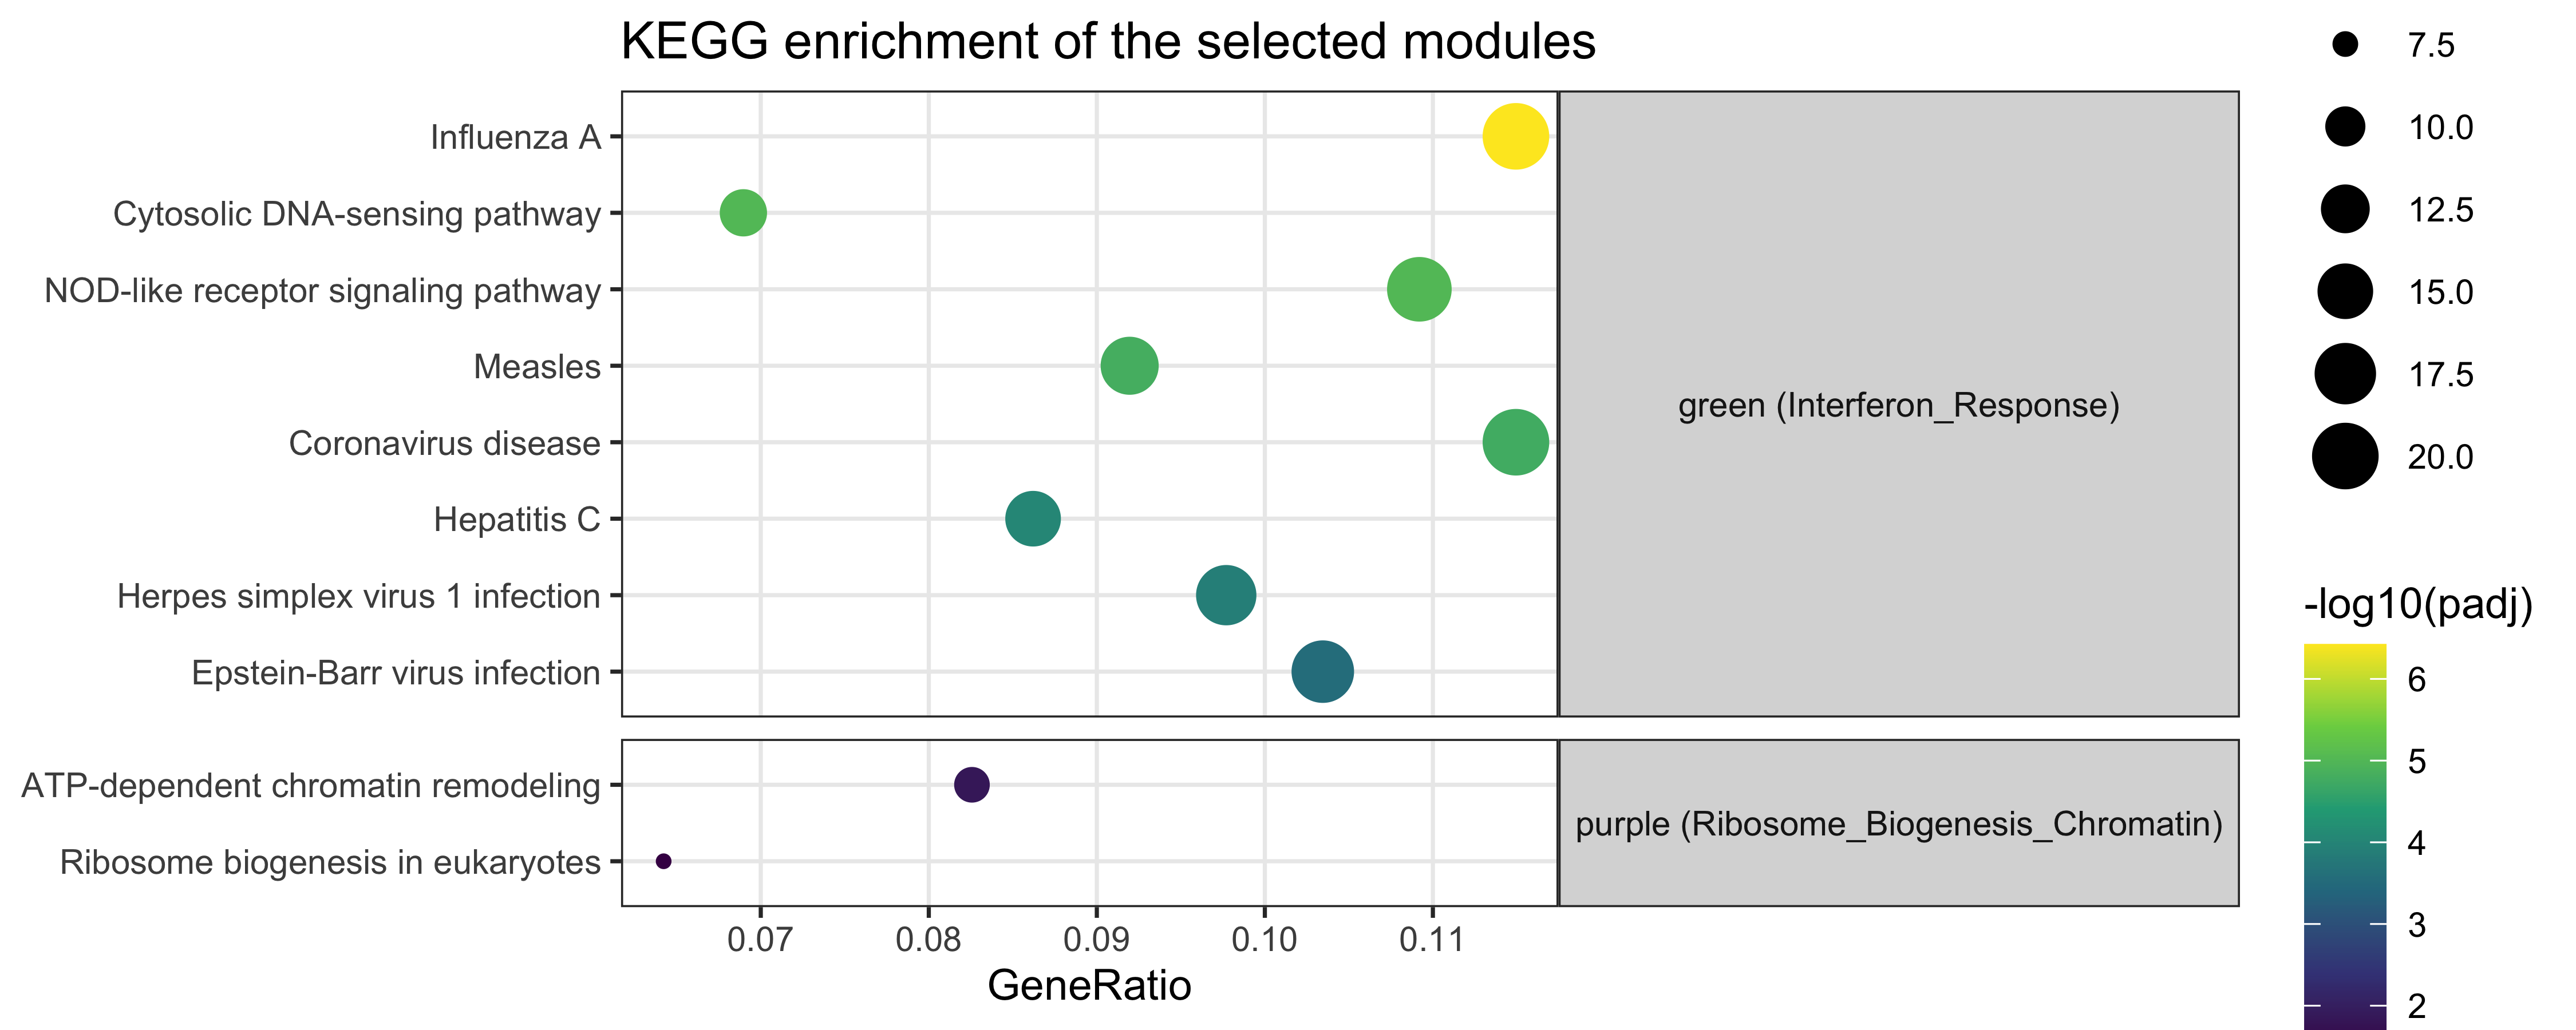 KEGG enrichment of the selected modules
Influenza A
Cytosolic DNA-sensing pathway
NOD-like receptor signaling pathway
Measles
Coronavirus disease
Hepatitis C
Herpes simplex virus 1 infection
Epstein-Barr virus infection
green (Interferon_Response)
ATP-dependent chromatin remodeling
Ribosome biogenesis in eukaryotes
purple (Ribosome_Biogenesis_Chromatin)
0.07 0.08 0.09 0.10 0.11
GeneRatio
7.5
10.0
12.5
15.0
17.5
20.0
-log10(padj)
6
5
4
3
2